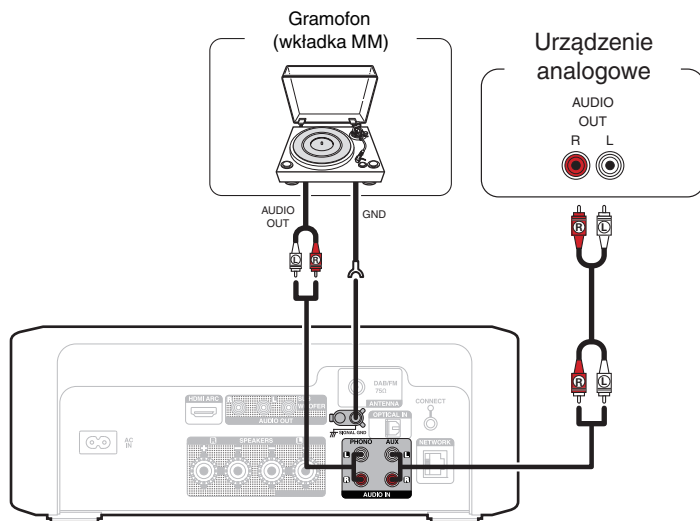 Gramofon
(wkładka MM)
Urządzenie
analogowe
AUDIO
OUT
R L
AUDIO
OUT
GND
L R
R L
R L
HDMI ARC
R L
AUDIO OUT
DAB/FM
75Ω
ANTENNA
CONNECT
OPTICAL IN
SIGNAL GND
AC
IN
SPEAKERS
PHONO AUX
NETWORK
L L
R R
AUDIO IN